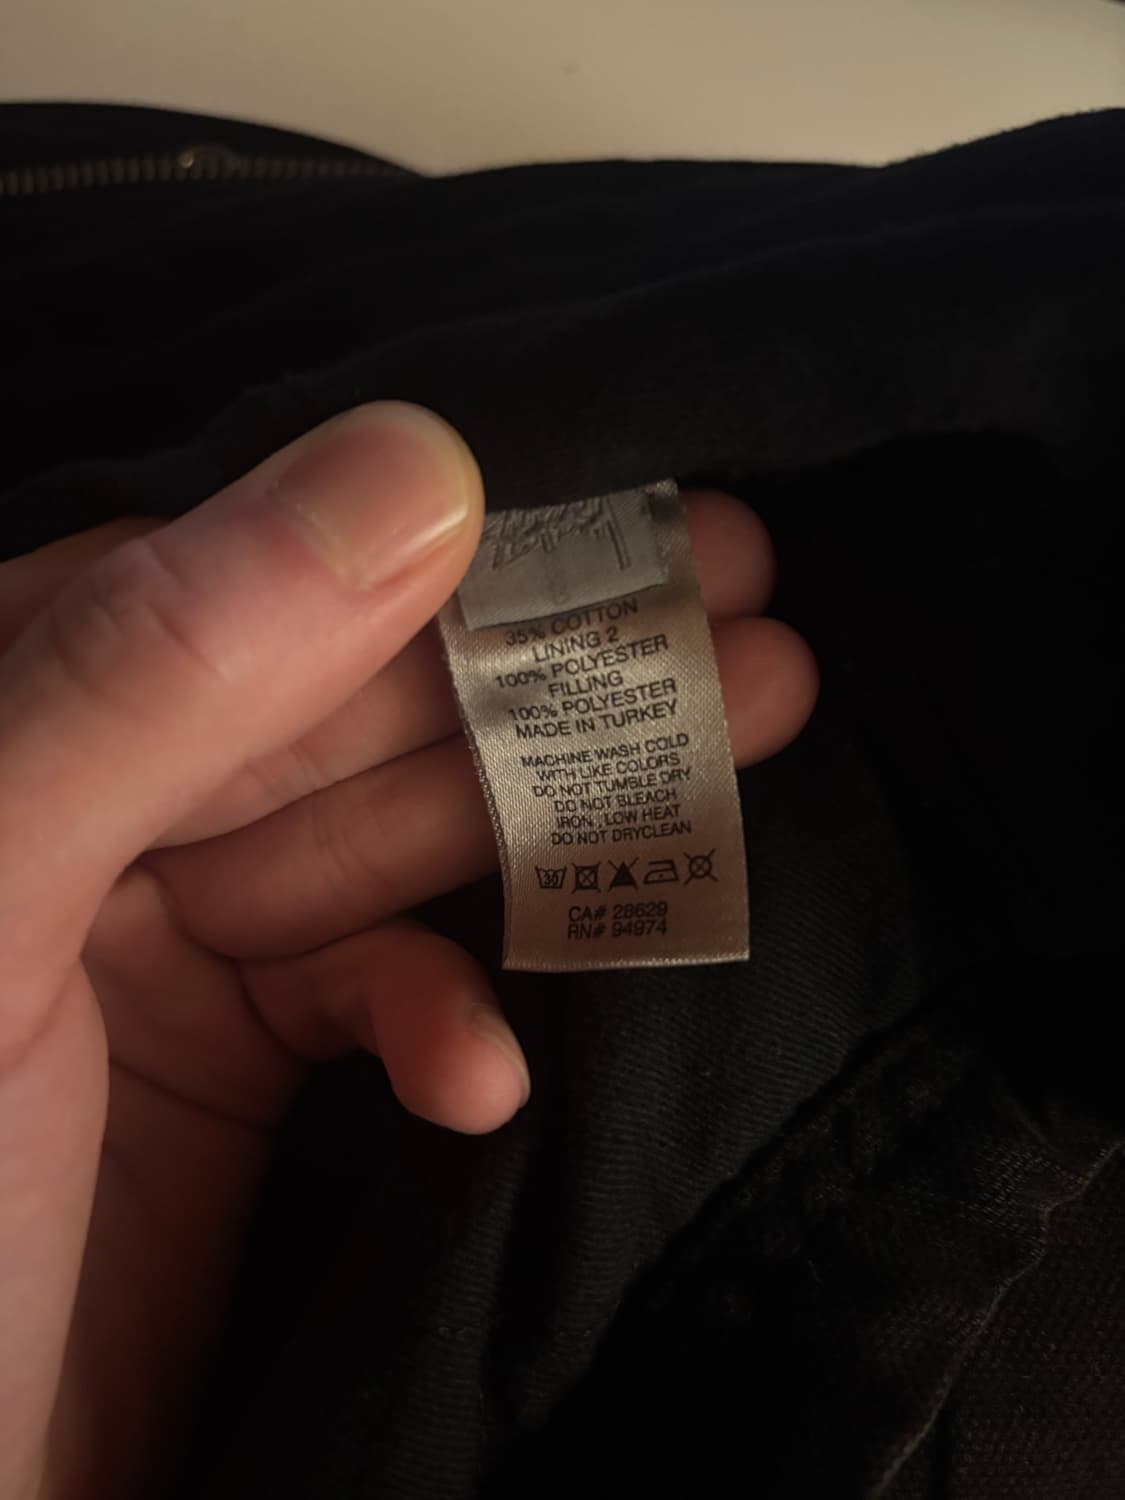 35% COTTON
LINING 2
100% POLYESTER
FILLING
100% POLYESTER
MADE IN TURKEY
MACHINE WASH COLD
WITH LIKE COLORS
DO NOT TUMBLE DRY
DO NOT BLEACH
IRON , LOW HEAT
DO NOT DRYCLEAN
30
CA# 28629
RN# 94974